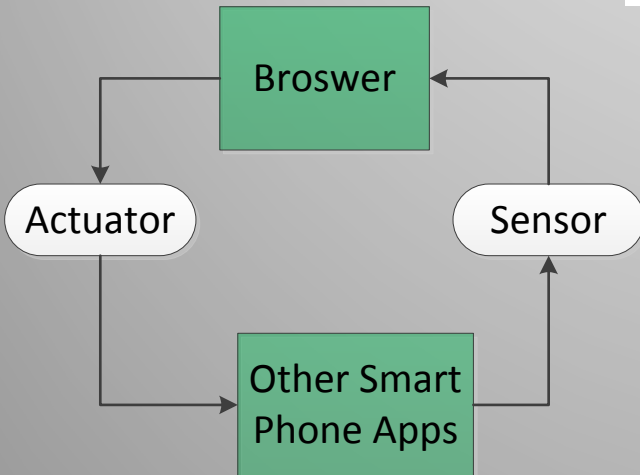 Broswer
Actuator
Sensor
Other Smart
Phone Apps